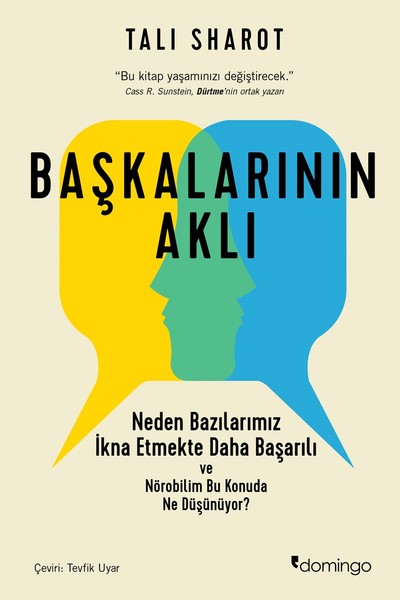 TALI SHAROT
“Bu kitap yaşamınızı değiştirecek.”
Cass R. Sunstein, Dürtme’nin ortak yazarı
BAŞKALARININ
AKLI
Neden Bazılarımız
İkna Etmekte Daha Başarılı
ve
Nörobilim Bu Konuda
Ne Düşünüyor?
Çeviri: Tevfik Uyar
domingo